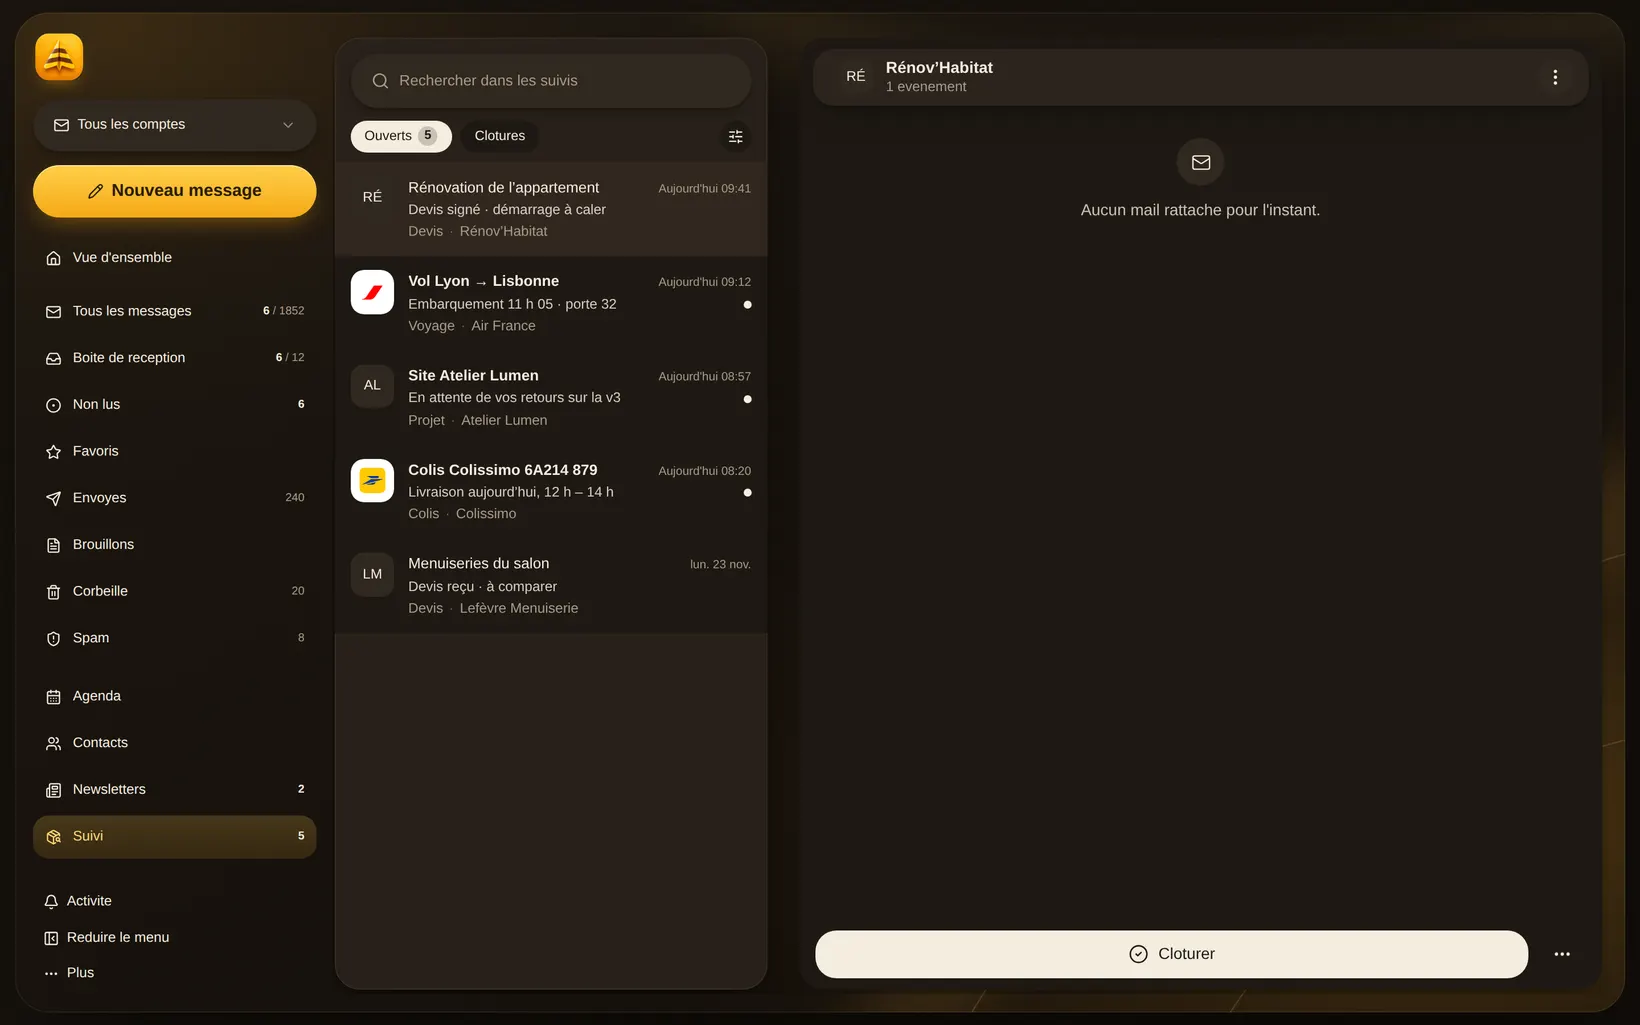 Tous les comptes
Nouveau message
Vue d'ensemble
Tous les messages 6 / 1852
Boite de reception 6 / 12
Non lus 6
Favoris
Envoyes 240
Brouillons
Corbeille 20
Spam 8
Agenda
Contacts
Newsletters 2
Suivi 5
Activite
Reduire le menu
Plus
Rechercher dans les suivis
Ouverts 5 Clotures
RÉ
Rénovation de l'appartement Aujourd'hui 09:41
Devis signé · démarrage à caler
Devis · Rénov'Habitat
Vol Lyon → Lisbonne Aujourd'hui 09:12
Embarquement 11 h 05 · porte 32
Voyage · Air France
AL
Site Atelier Lumen Aujourd'hui 08:57
En attente de vos retours sur la v3
Projet · Atelier Lumen
Colis Colissimo 6A214 879 Aujourd'hui 08:20
Livraison aujourd'hui, 12 h – 14 h
Colis · Colissimo
LM
Menuiseries du salon lun. 23 nov.
Devis reçu · à comparer
Devis · Lefèvre Menuiserie
RÉ
Rénov’Habitat
1 evenement
Aucun mail rattache pour l'instant.
Cloturer